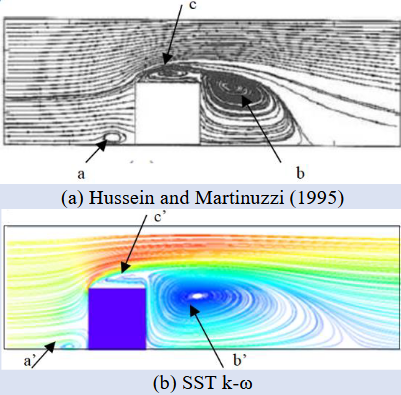 c
a
b
(a) Hussein and Martinuzzi (1995)
c’
a’
b’
(b) SST k-ω